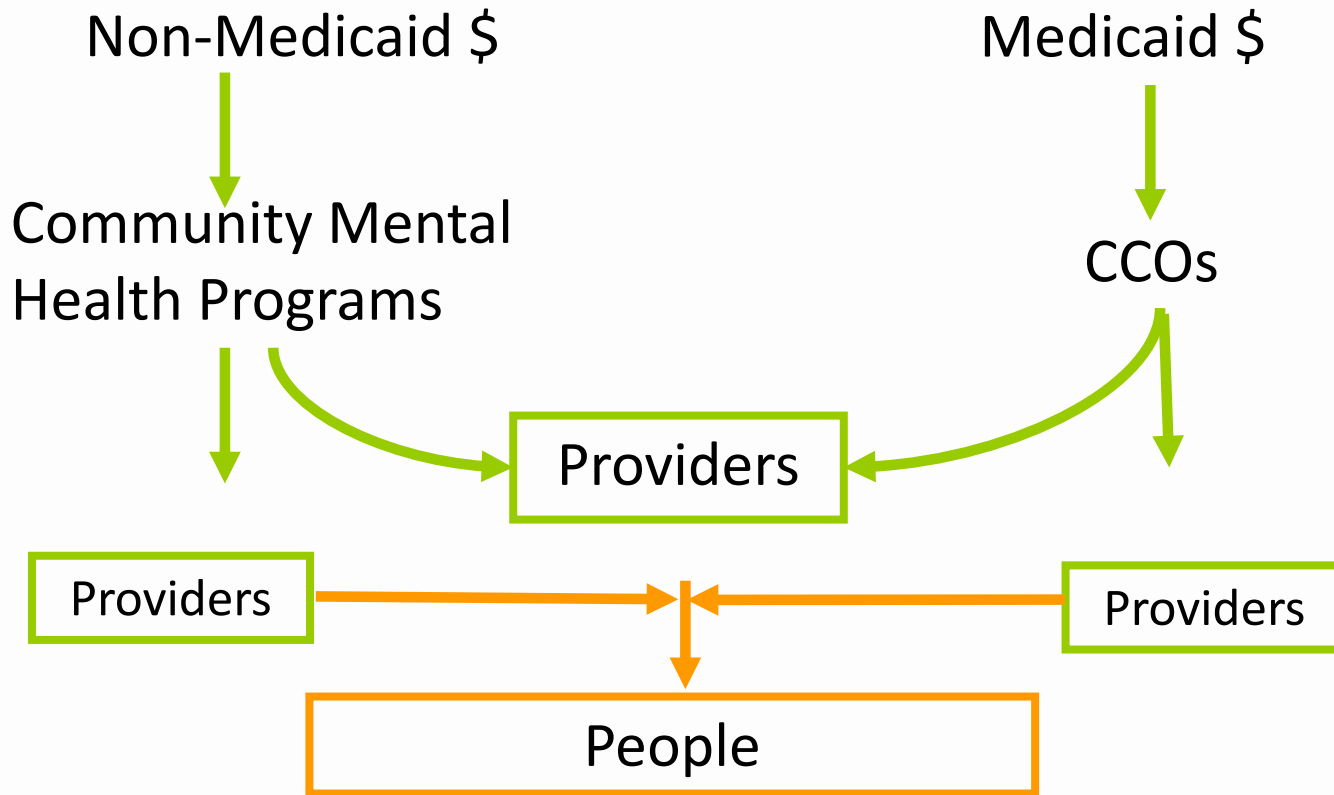 Non-Medicaid $
Medicaid $
Community Mental
Health Programs
CCOs
Providers
Providers
Providers
People